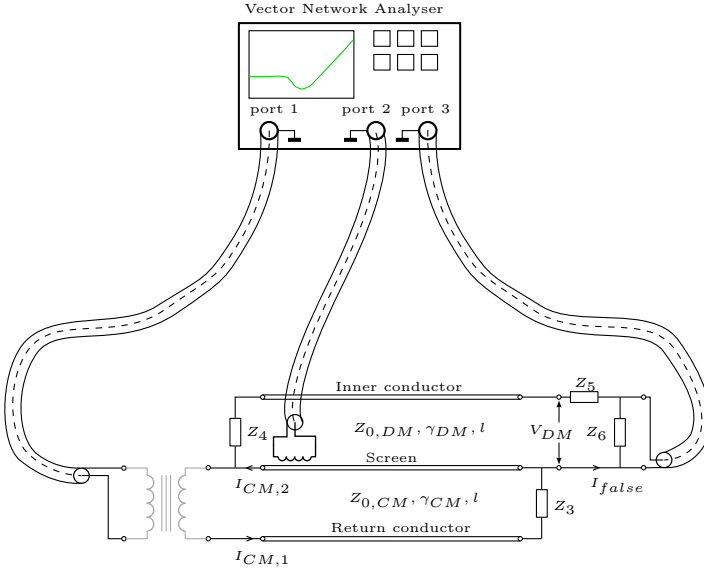 Vector Network Analyser
port 1
port 2
port 3
Inner conductor
Z5
Z4
Z0,DM, γDM, l
VDM
Z6
Screen
ICM,2
Ifalse
Z0,CM, γCM, l
Z3
Return conductor
ICM,1